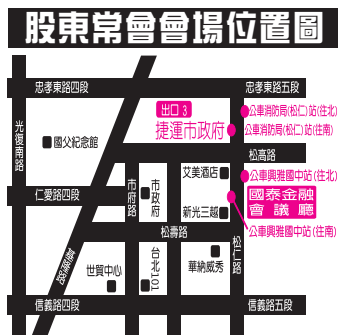 股東常會會場位置圖
忠孝東路四段
忠孝東路五段
出口 3
捷運市政府
公車消防局(松仁)站(往北)
公車消防局(松仁)站(往南)
光復南路
國父紀念館
松高路
艾美酒店
公車興雅國中站(往北)
仁愛路四段
市府路
市政府
國泰金融
會議廳
新光三越
基隆路
松壽路
松仁路
公車興雅國中站(往南)
世貿中心
台北101
華納威秀
信義路四段
信義路五段